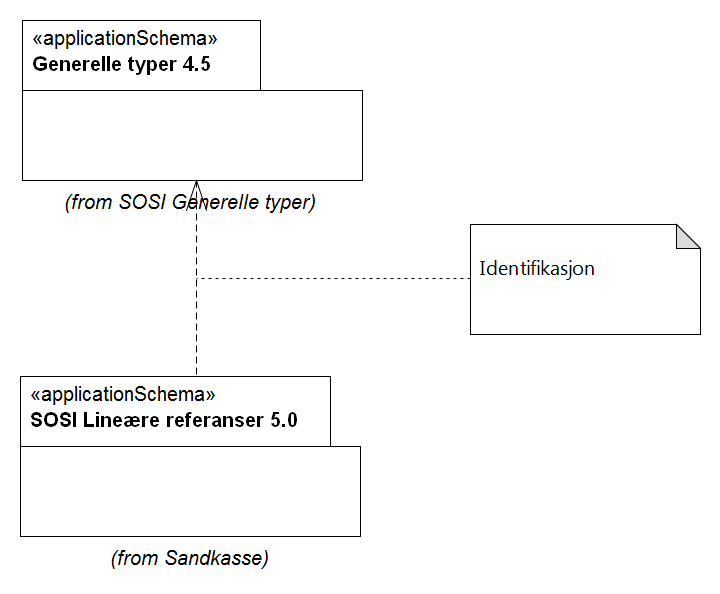 «applicationSchema»
Generelle typer 4.5
(from SOSI Generelle typer)
Identifikasjon
«applicationSchema»
SOSI Lineære referanser 5.0
(from Sandkasse)